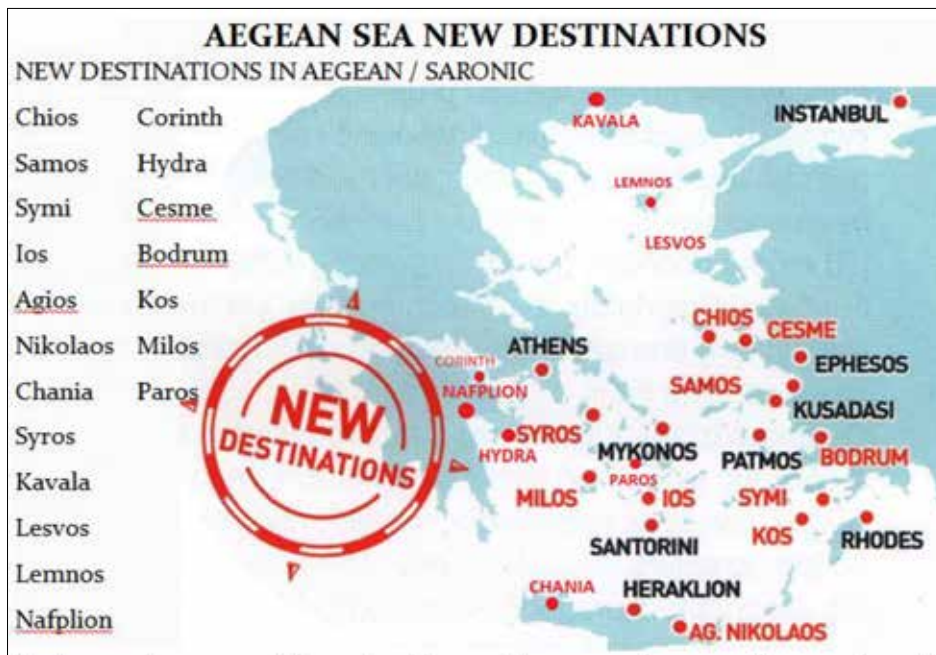 AEGEAN SEA NEW DESTINATIONS
NEW DESTINATIONS IN AEGEAN / SARONIC
Chios
Samos
Symi
Ios
Agios
Nikolaos
Chania
Syros
Kavala
Lesvos
Lemnos
Nafplion
Corinth
Hydra
Cesme
Bodrum
Kos
Milos
Paros
KAVALA
INSTANBUL
LEMNOS
LESVOS
CHIOS
CESME
ATHENS
EPHESOS
CORINTH
NAFPLION
SAMOS
KUSADASI
NEW
DESTINATIONS
SYROS
HYDRA
MYKONOS
PATMOS
BODRUM
PAROS
MILOS
IOS
SYMI
KOS
RHODES
SANTORINI
CHANIA
HERAKLION
AG. NIKOLAOS